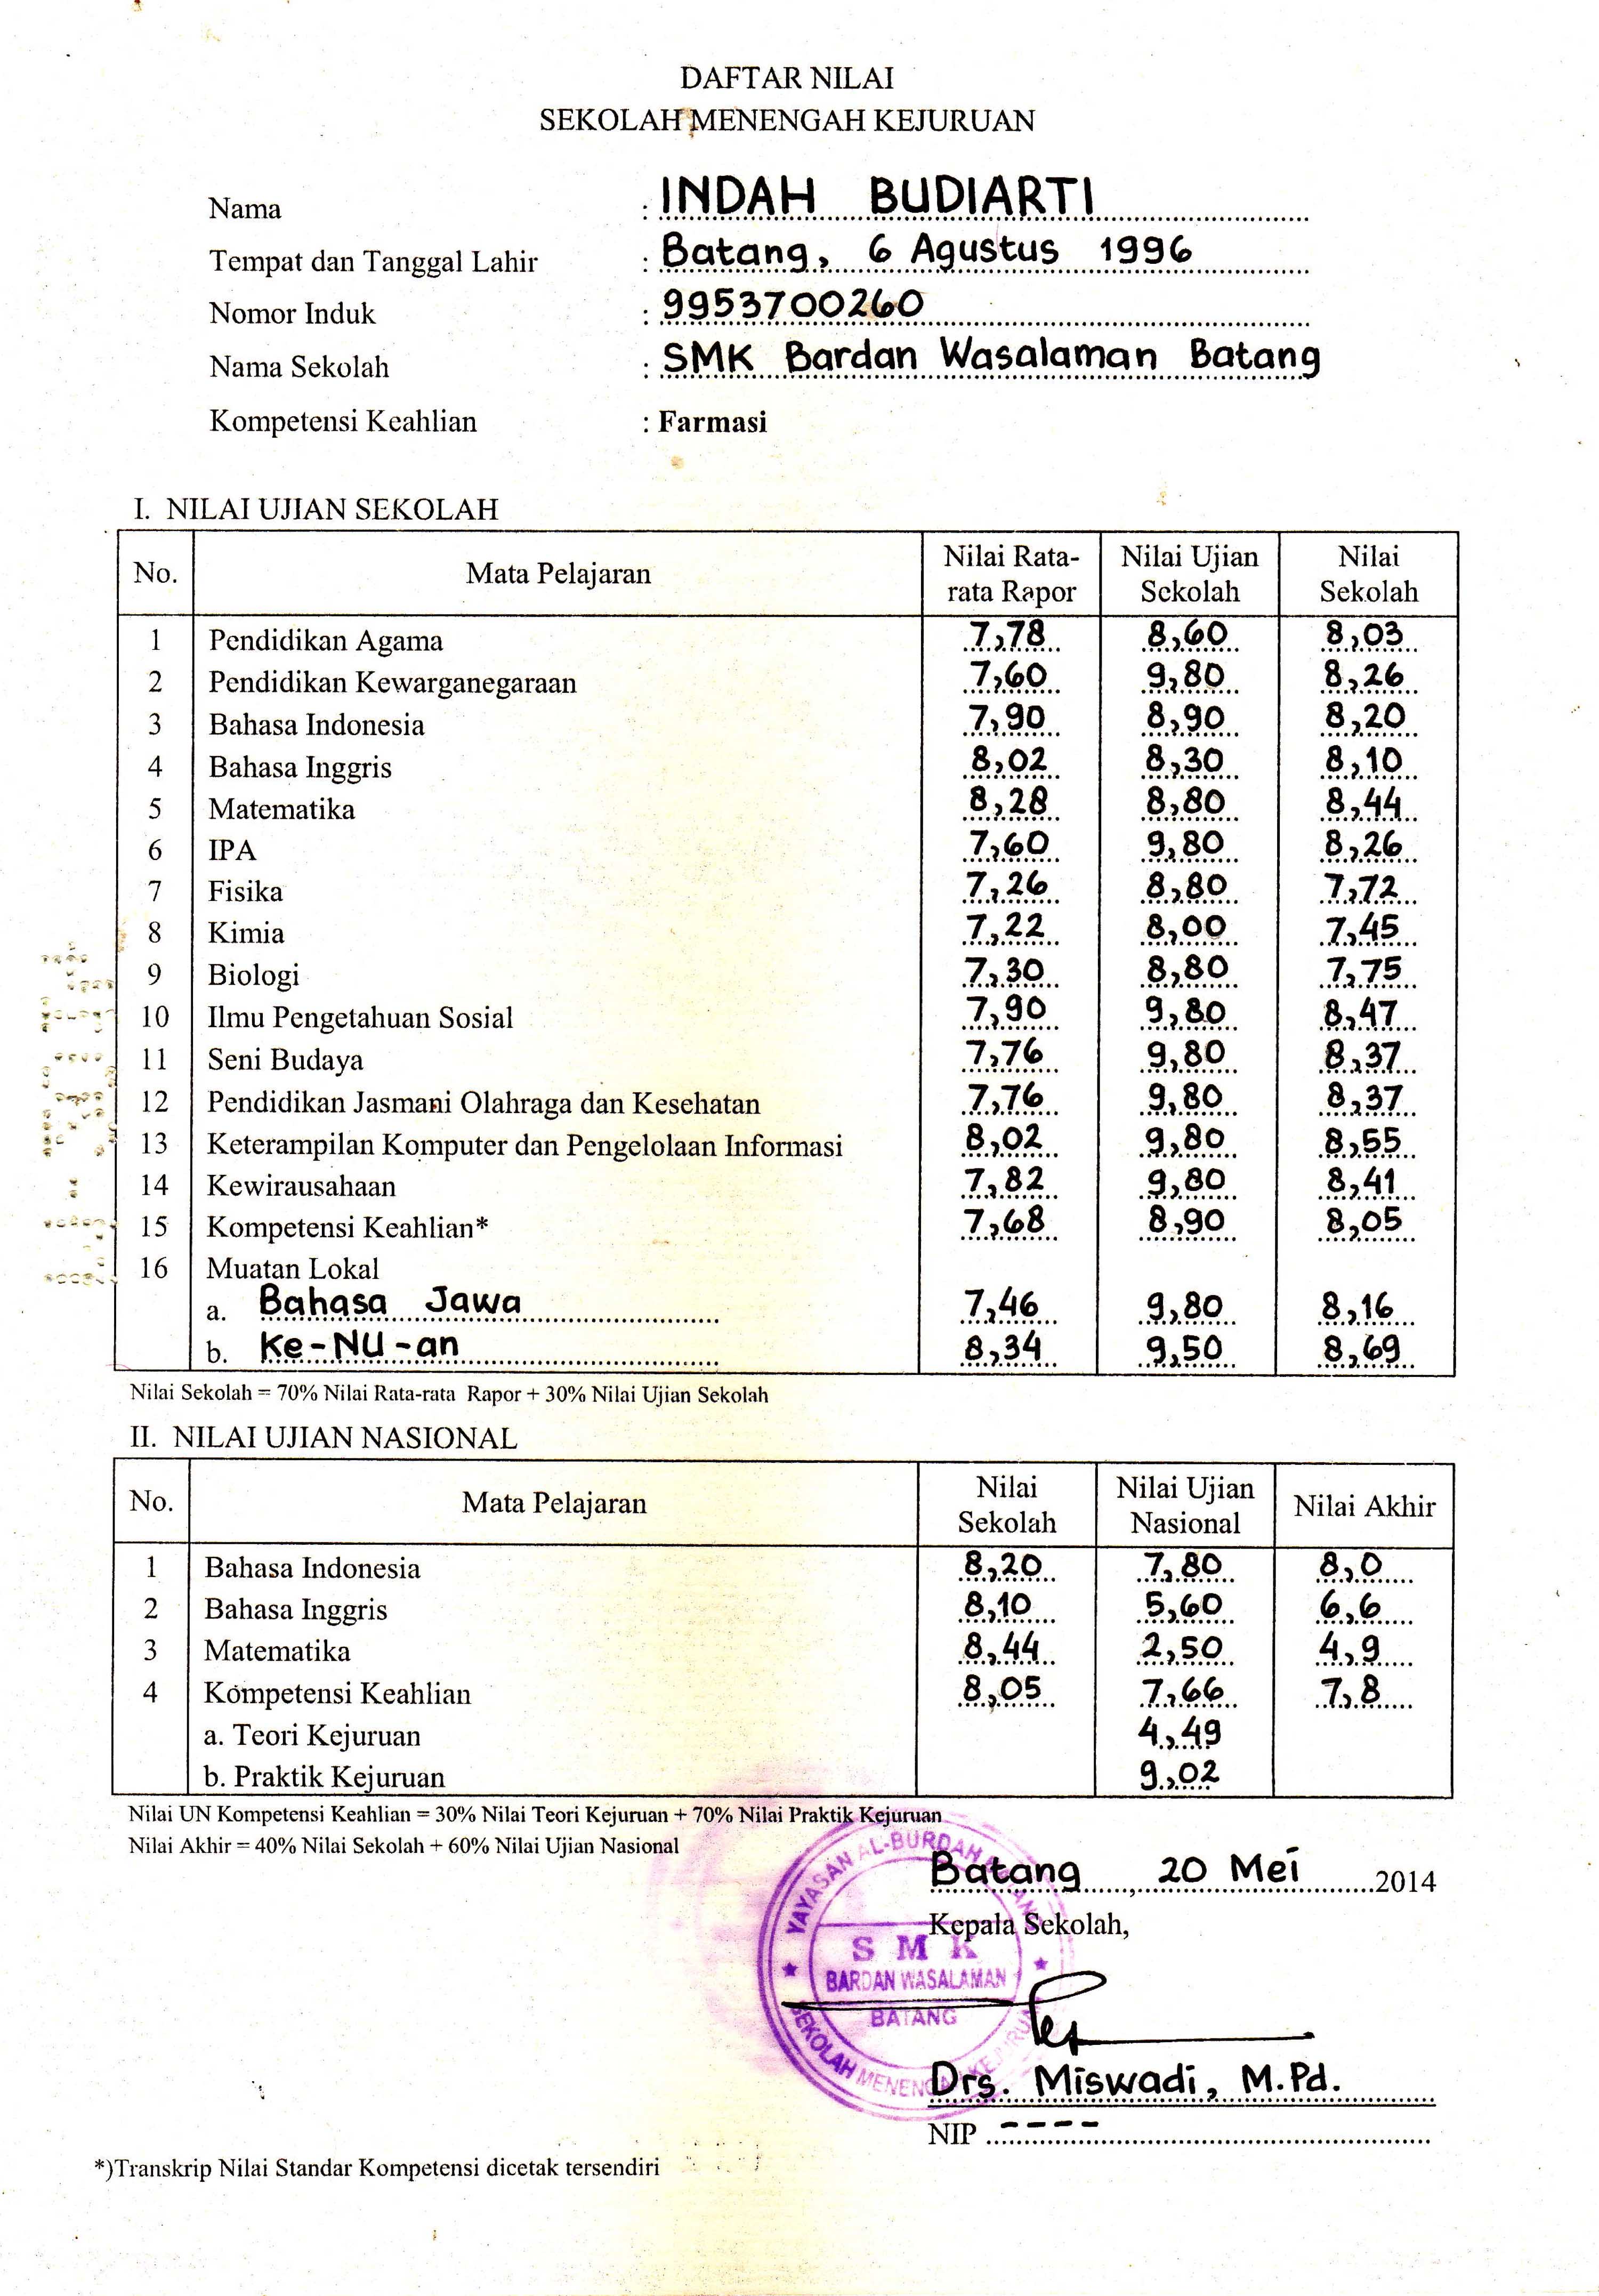 DAFTAR NILAI
SEKOLAH MENENGAH KEJURUAN
Nama : INDAH BUDIARTI
Tempat dan Tanggal Lahir : Batang, 6 Agustus 1996
Nomor Induk : 9953700260
Nama Sekolah : SMK Bardan Wasalaman Batang
Kompetensi Keahlian : Farmasi
I. NILAI UJIAN SEKOLAH
No. Mata Pelajaran Nilai Rata-rata Rapor Nilai Ujian Sekolah Nilai Sekolah
1 Pendidikan Agama 7,78 8,60 8,03
2 Pendidikan Kewarganegaraan 7,60 9,80 8,26
3 Bahasa Indonesia 7,90 8,90 8,20
4 Bahasa Inggris 8,02 8,30 8,10
5 Matematika 8,28 8,80 8,44
6 IPA 7,60 9,80 8,26
7 Fisika 7,26 8,80 7,72
8 Kimia 7,22 8,00 7,45
9 Biologi 7,30 8,80 7,75
10 Ilmu Pengetahuan Sosial 7,90 9,80 8,47
11 Seni Budaya 7,76 9,80 8,37
12 Pendidikan Jasmani Olahraga dan Kesehatan 7,76 9,80 8,37
13 Keterampilan Komputer dan Pengelolaan Informasi 8,02 9,80 8,55
14 Kewirausahaan 7,82 9,80 8,41
15 Kompetensi Keahlian* 7,68 8,90 8,05
16 Muatan Lokal
a. Bahasa Jawa 7,46 9,80 8,16
b. Ke-NU-an 8,34 9,50 8,69
Nilai Sekolah = 70% Nilai Rata-rata Rapor + 30% Nilai Ujian Sekolah
II. NILAI UJIAN NASIONAL
No. Mata Pelajaran Nilai Sekolah Nilai Ujian Nasional Nilai Akhir
1 Bahasa Indonesia 8,20 7,80 8,0
2 Bahasa Inggris 8,10 5,60 6,6
3 Matematika 8,44 2,50 4,9
4 Kompetensi Keahlian 8,05 7,66 7,8
a. Teori Kejuruan 4,49
b. Praktik Kejuruan 9,02
Nilai UN Kompetensi Keahlian = 30% Nilai Teori Kejuruan + 70% Nilai Praktik Kejuruan
Nilai Akhir = 40% Nilai Sekolah + 60% Nilai Ujian Nasional
Batang, 20 Mei 2014
Kepala Sekolah,
YAYASAN AL-BURDAH BATANG
SMK
BARDAN WASALAMAN
BATANG
SEKOLAH MENENGAH KEJURUAN
Drs. Miswadi, M.Pd.
NIP ----
*)Transkrip Nilai Standar Kompetensi dicetak tersendiri